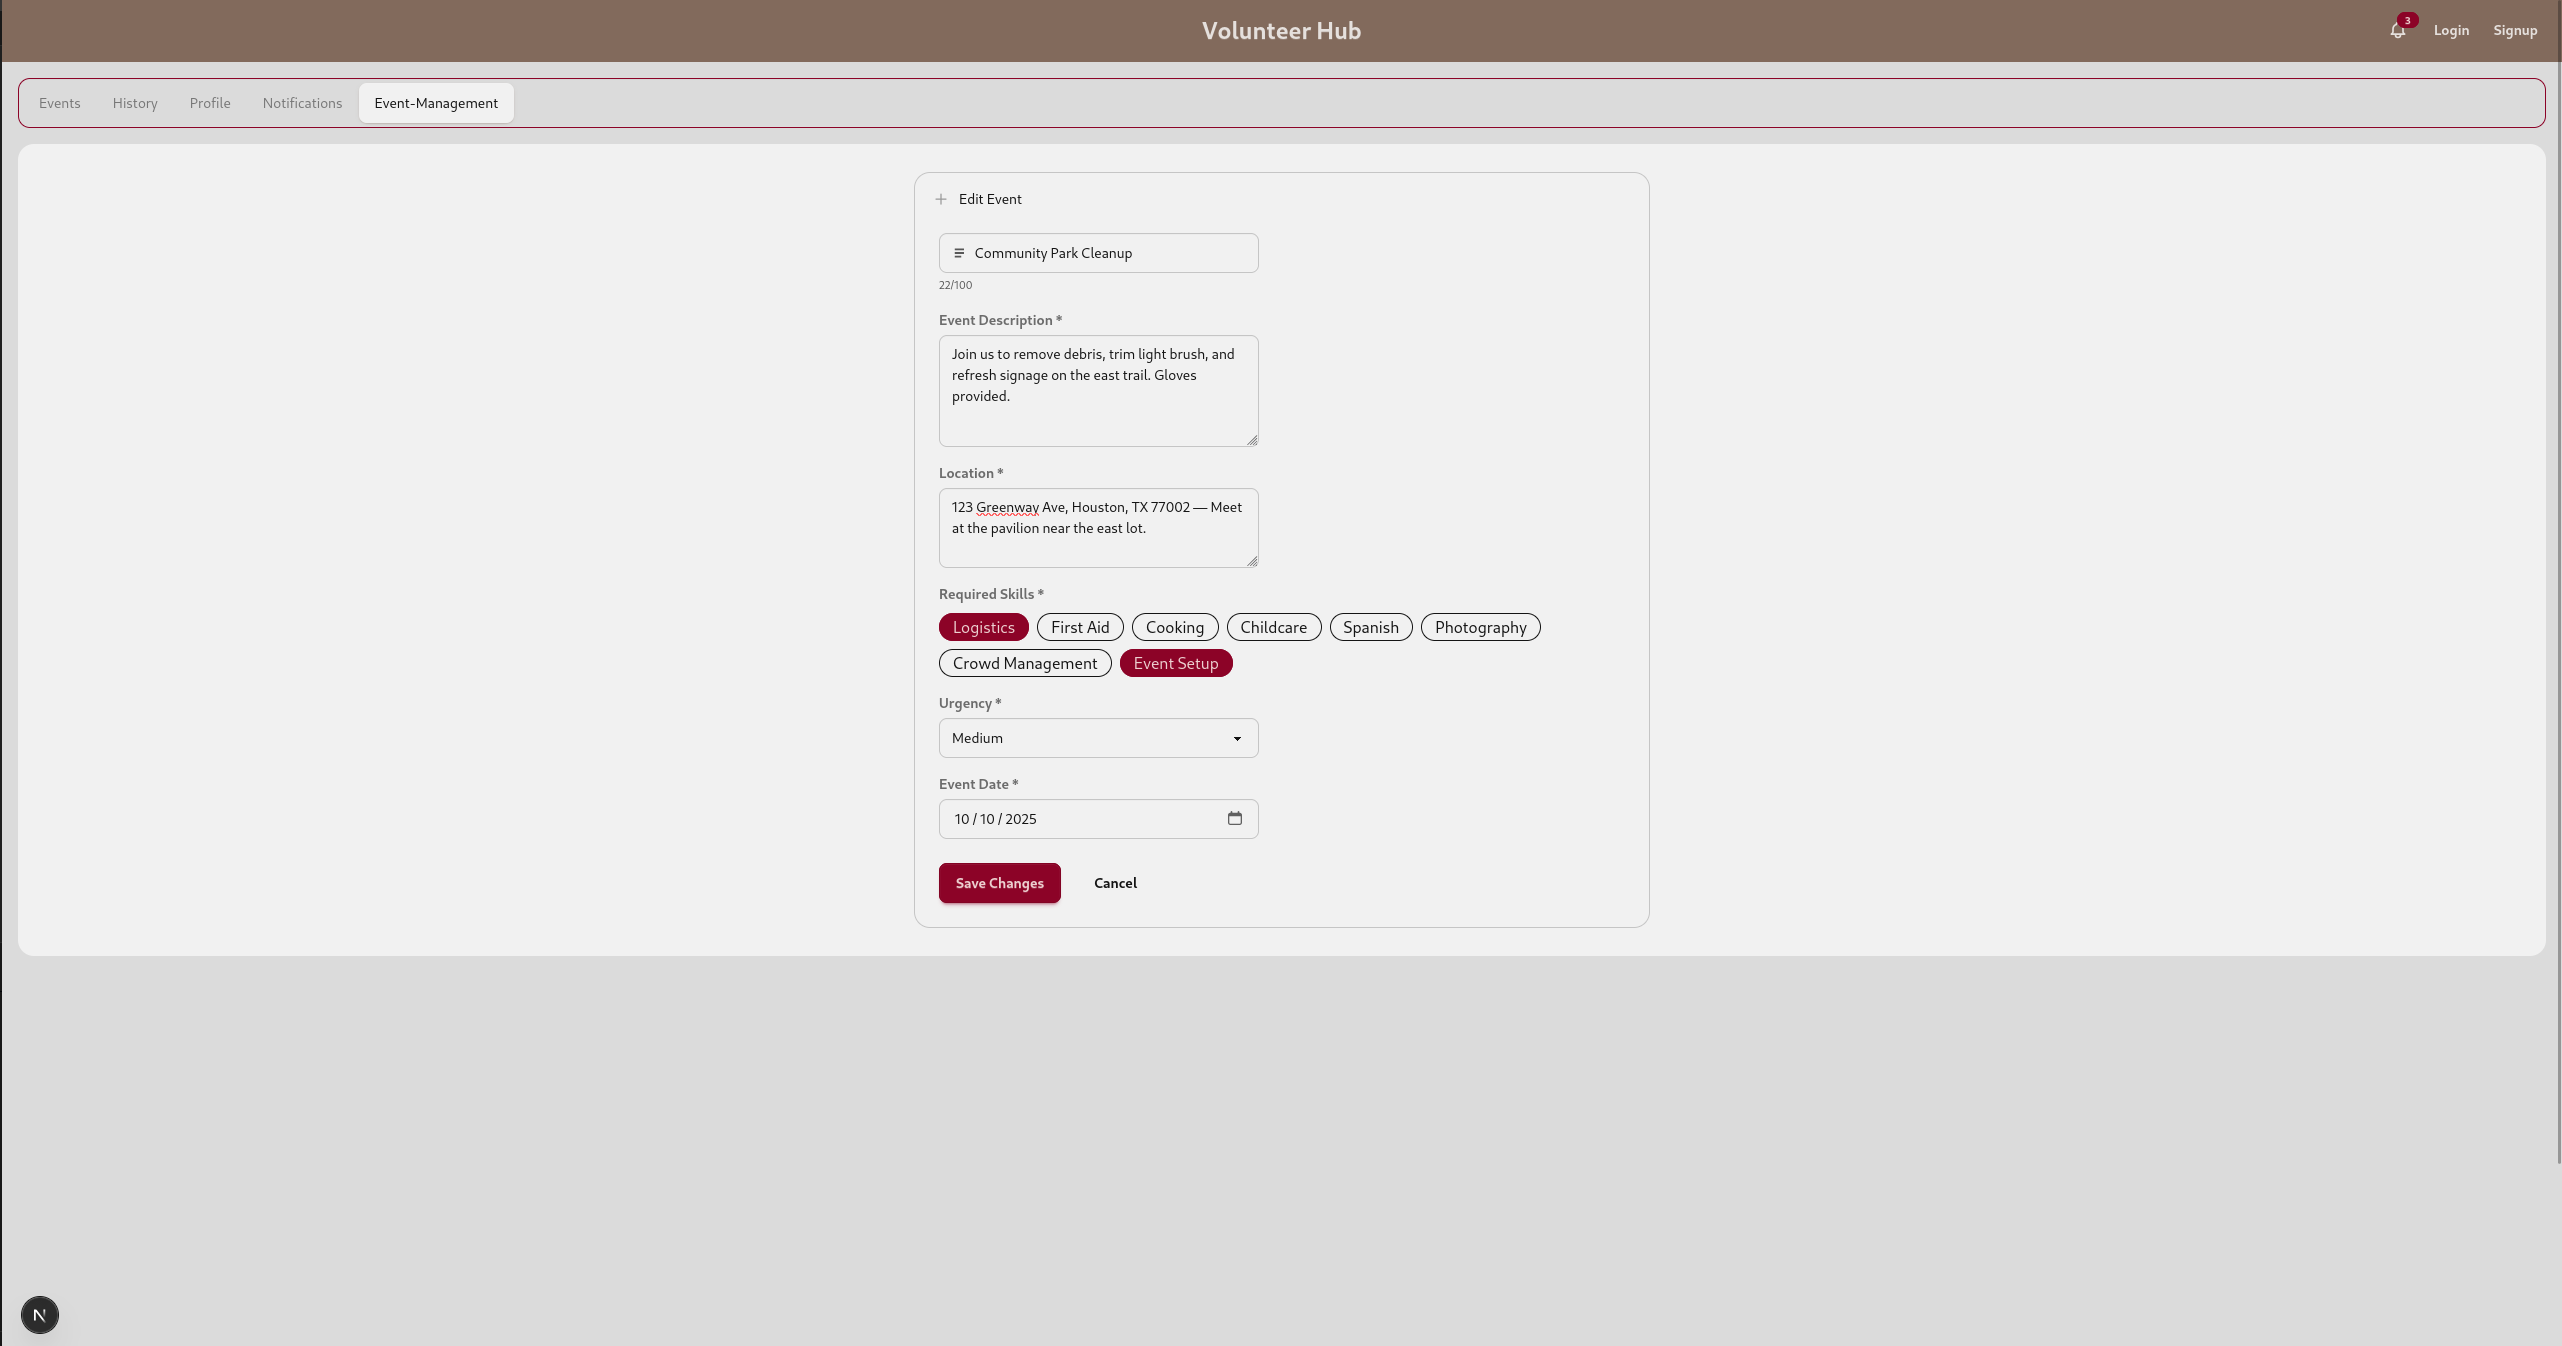 Volunteer Hub
3
Login
Signup
Events
History
Profile
Notifications
Event-Management
Edit Event
Community Park Cleanup
22/100
Event Description *
Join us to remove debris, trim light brush, and
refresh signage on the east trail. Gloves
provided.
Location *
123 Greenway Ave, Houston, TX 77002 — Meet
at the pavilion near the east lot.
Required Skills *
Logistics
First Aid
Cooking
Childcare
Spanish
Photography
Crowd Management
Event Setup
Urgency *
Medium
Event Date *
10 / 10 / 2025
Save Changes
Cancel
N